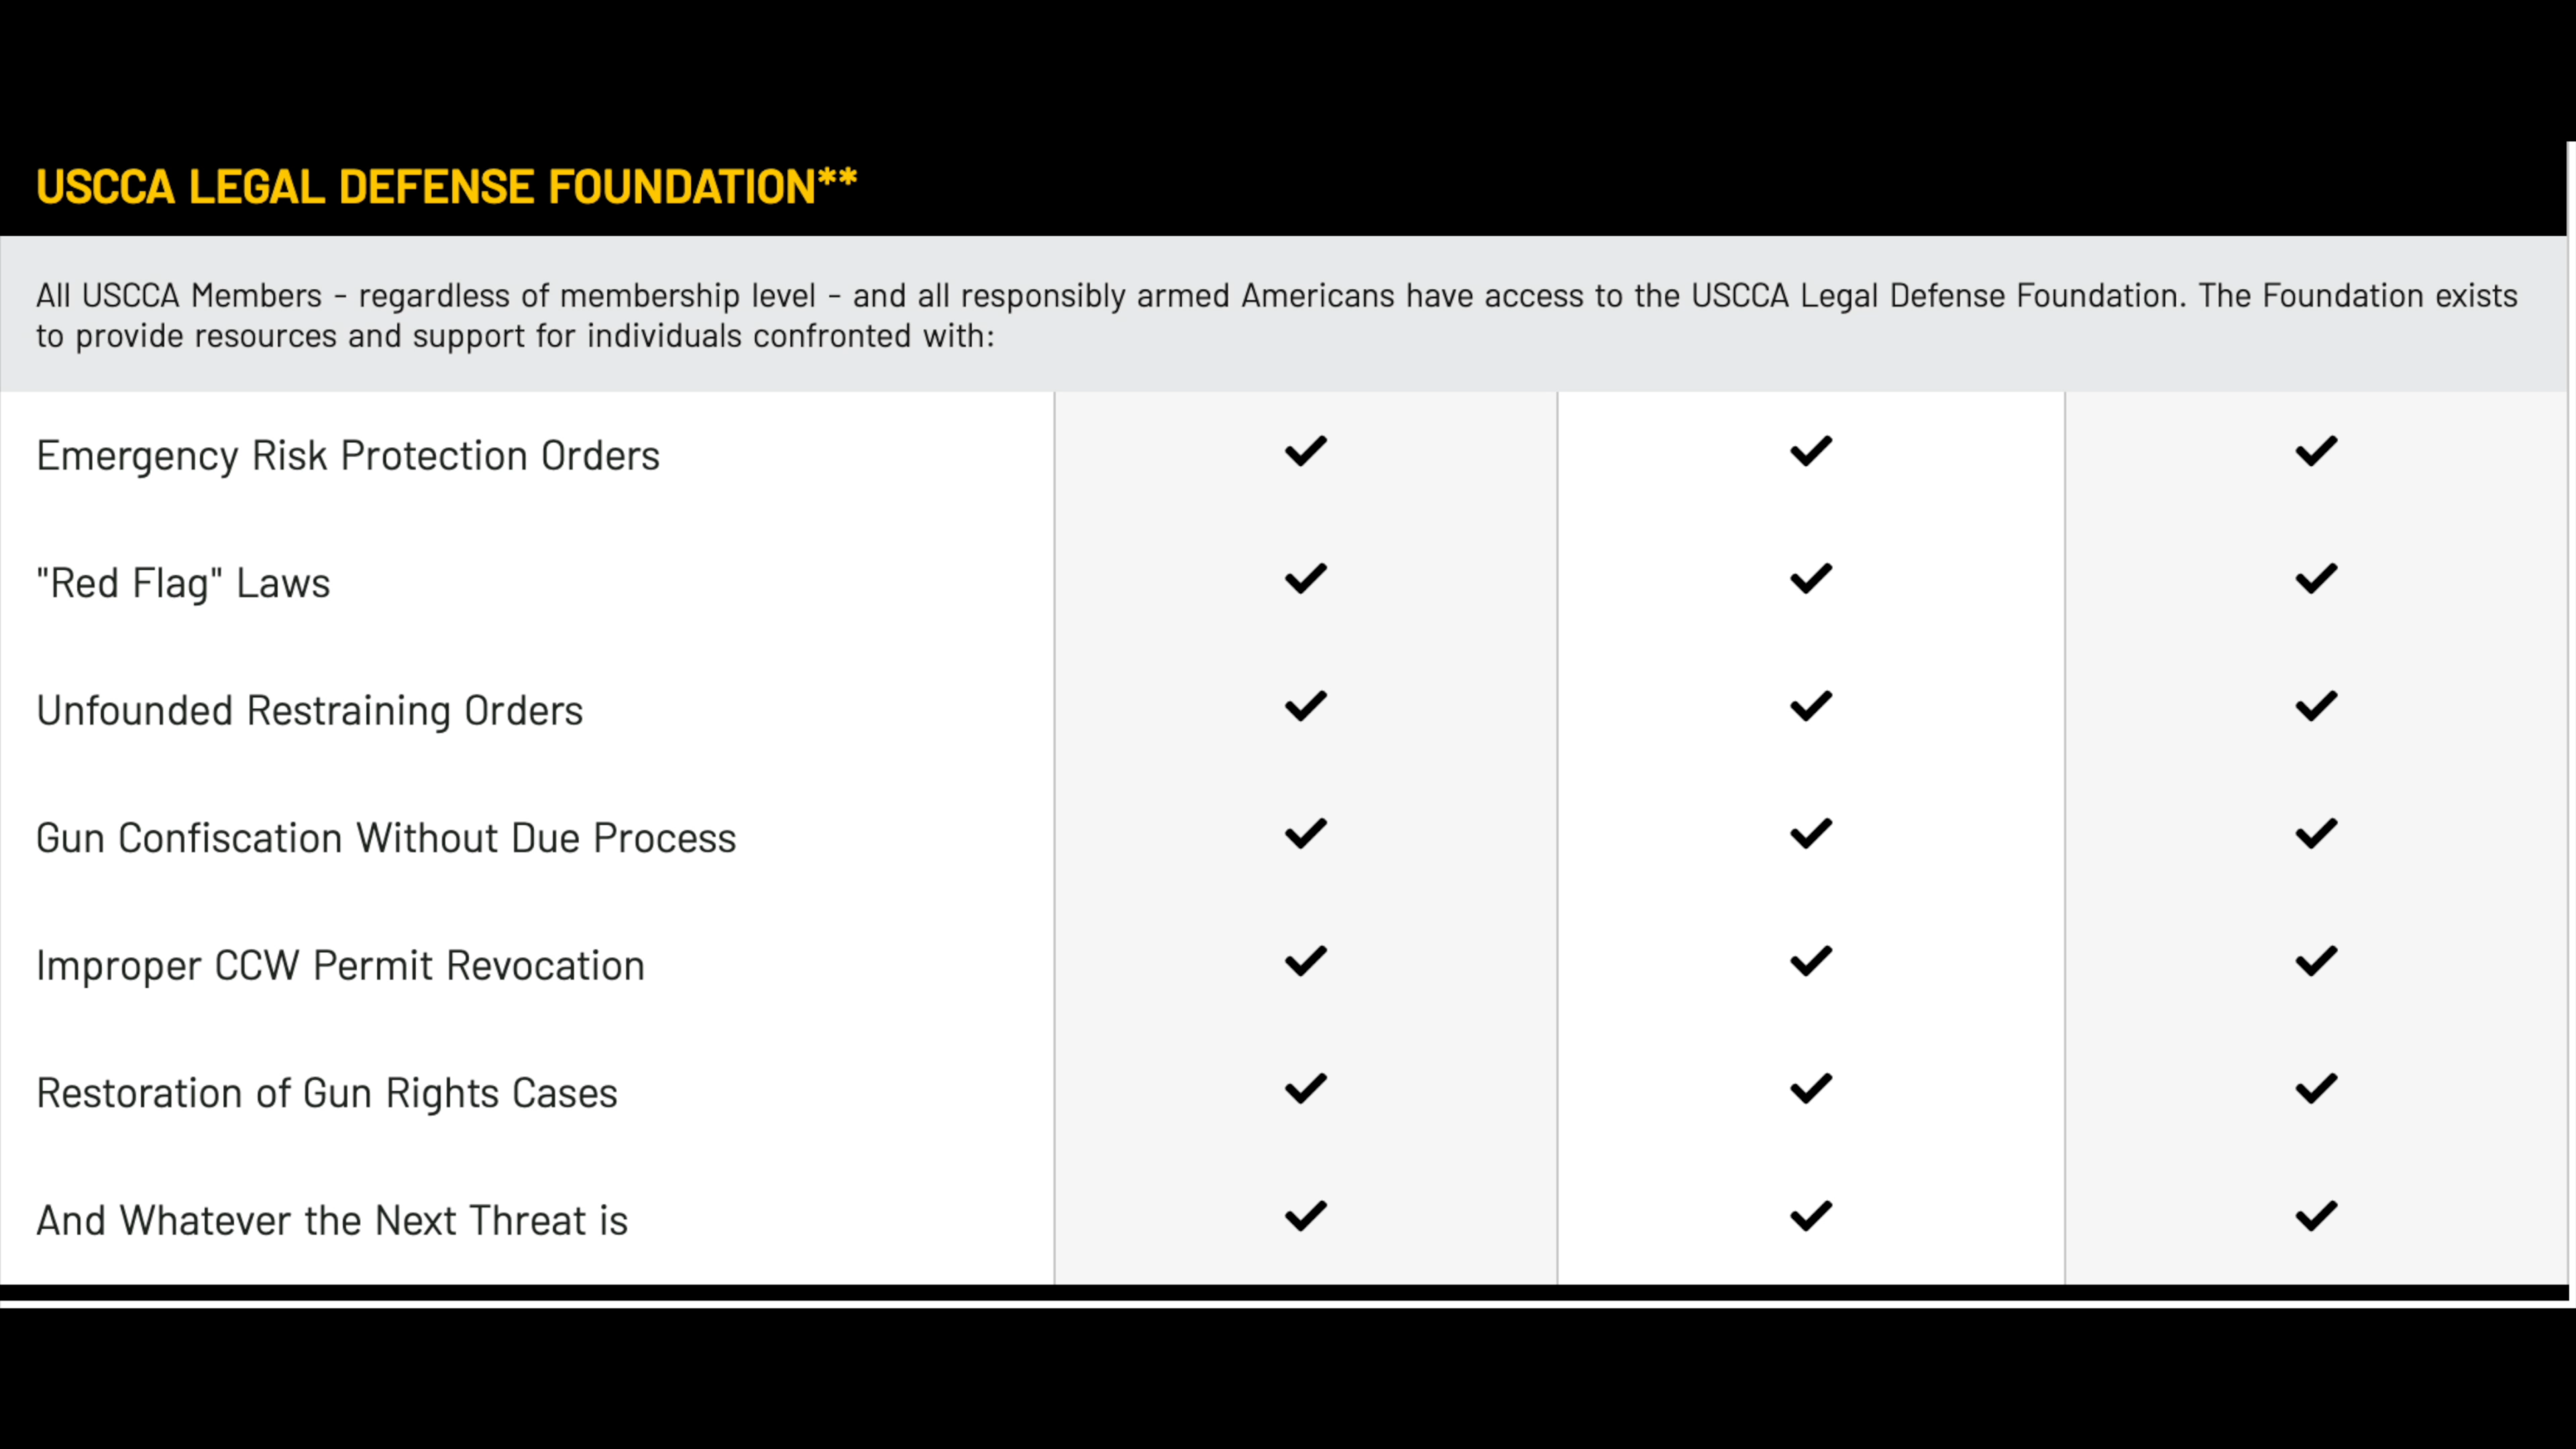 USCCA LEGAL DEFENSE FOUNDATION**
All USCCA Members - regardless of membership level - and all responsibly armed Americans have access to the USCCA Legal Defense Foundation. The Foundation exists
to provide resources and support for individuals confronted with:
Emergency Risk Protection Orders
"Red Flag" Laws
Unfounded Restraining Orders
Gun Confiscation Without Due Process
Improper CCW Permit Revocation
Restoration of Gun Rights Cases
And Whatever the Next Threat is